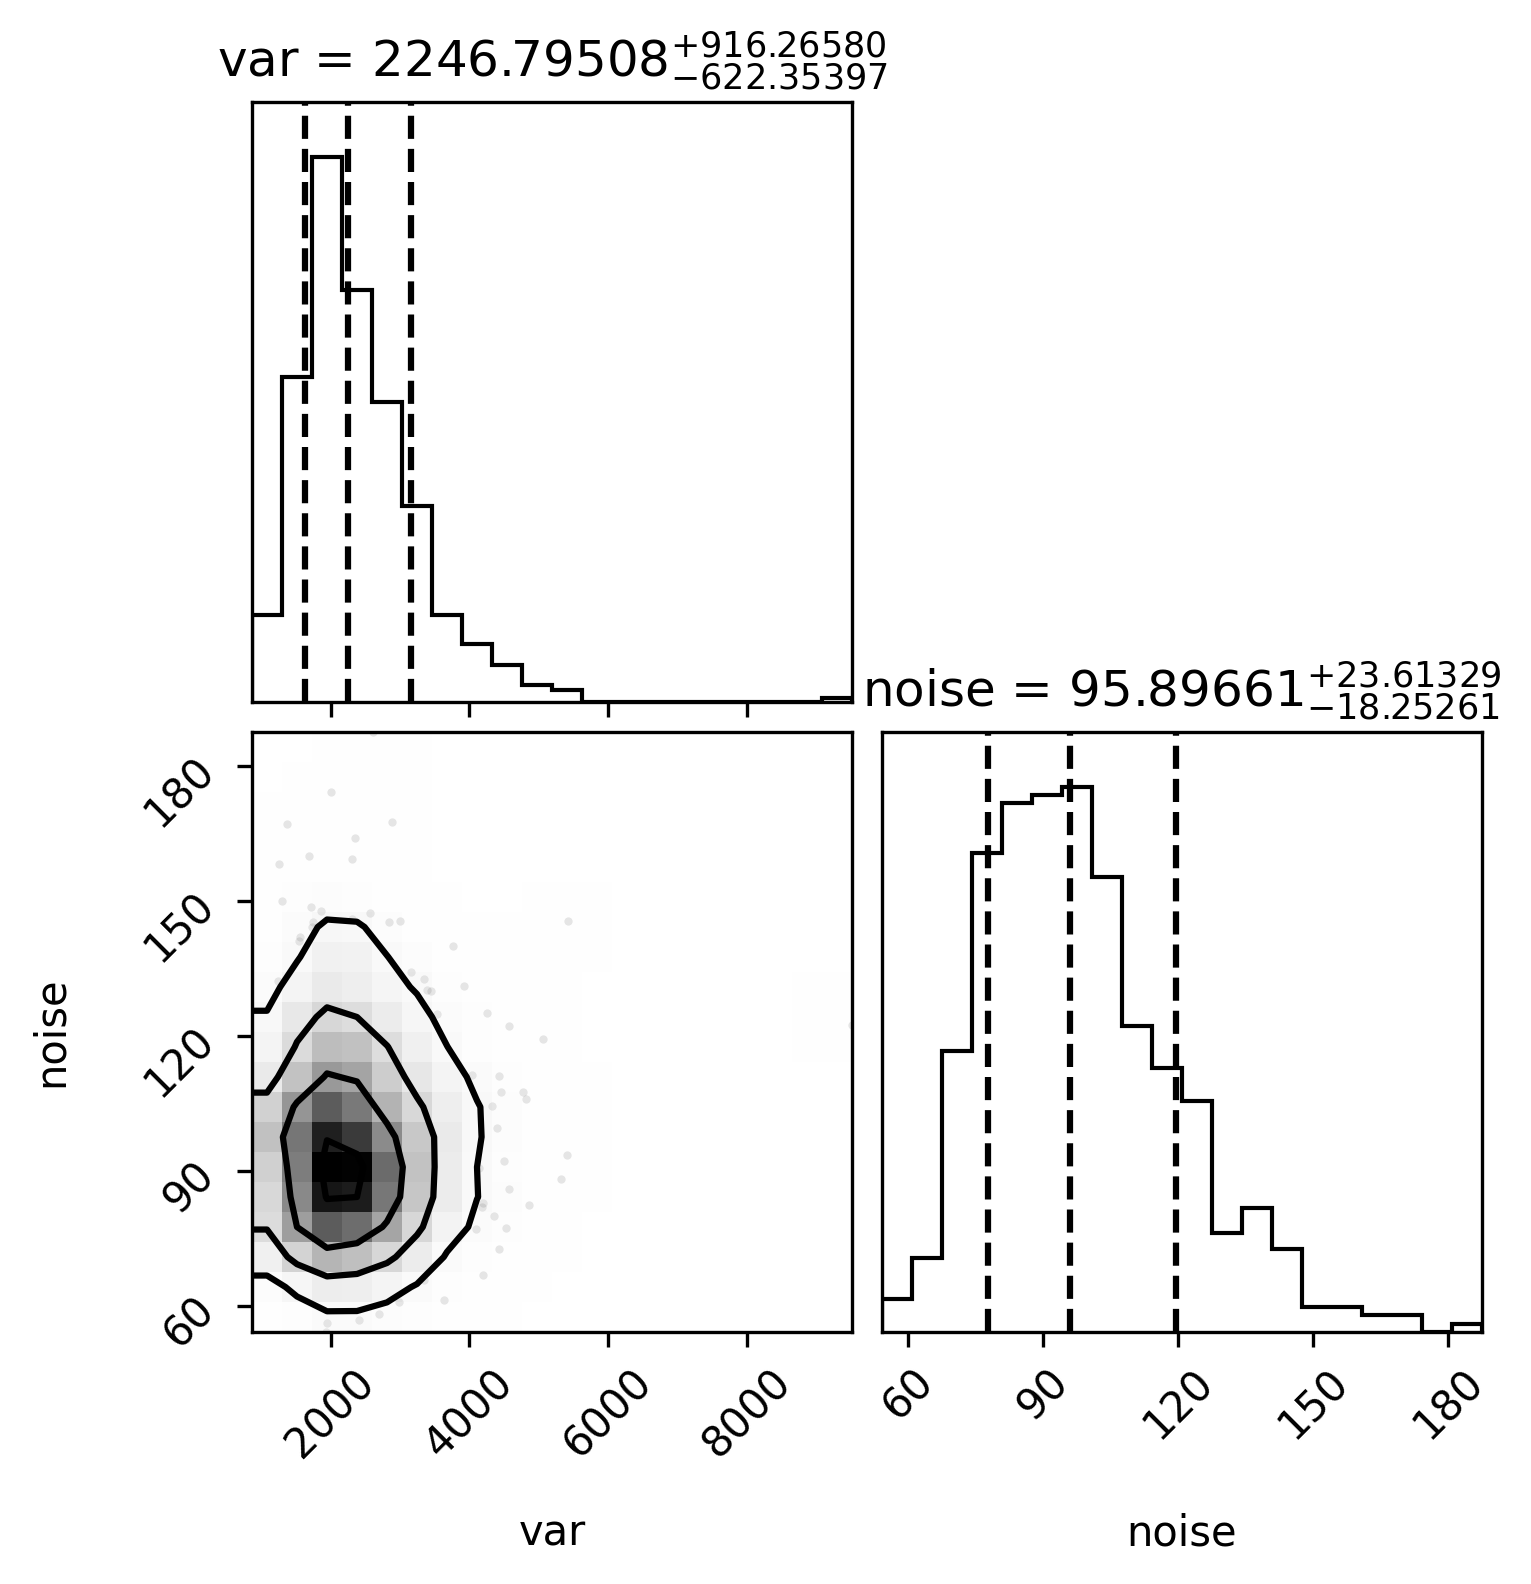 var = 2246.79508+916.26580−622.35397
noise = 95.89661+23.61329−18.25261
180
150
120
90
60
noise
2000 4000 6000 8000
60 90 120 150 180
var
noise